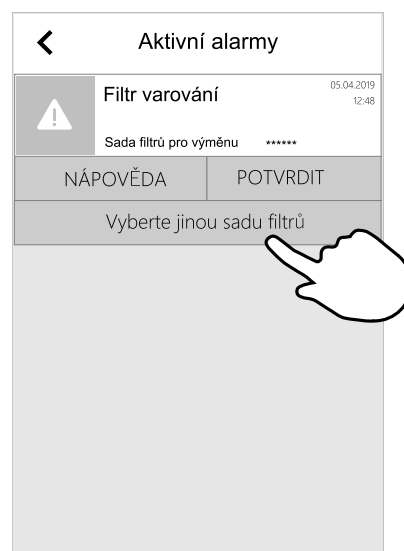 Aktivní alarmy
Filtr varování
05.04.2019
12:48
Sada filtrů pro výměnu ******
NÁPOVĚDA POTVRDIT
Vyberte jinou sadu filtrů